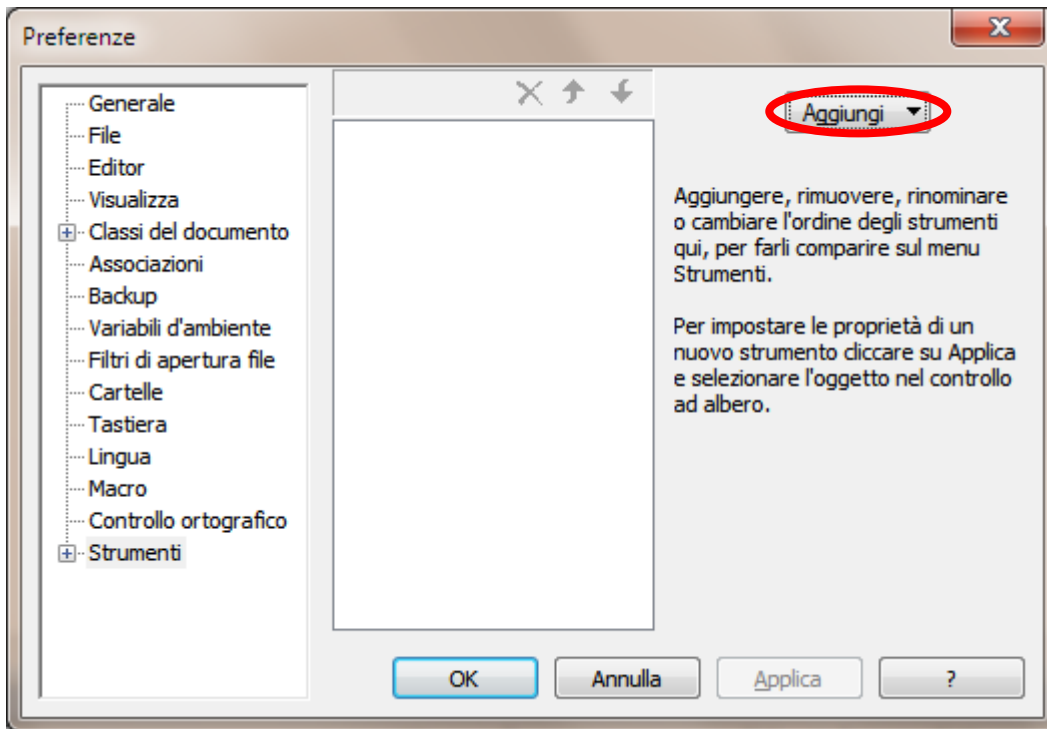 Preferenze
Generale
File
Editor
Visualizza
Classi del documento
Associazioni
Backup
Variabili d'ambiente
Filtri di apertura file
Cartelle
Tastiera
Lingua
Macro
Controllo ortografico
Strumenti
Aggiungi
Aggiungere, rimuovere, rinominare
o cambiare l'ordine degli strumenti
qui, per farli comparire sul menu
Strumenti.
Per impostare le proprietà di un
nuovo strumento cliccare su Applica
e selezionare l'oggetto nel controllo
ad albero.
OK
Annulla
Applica
?